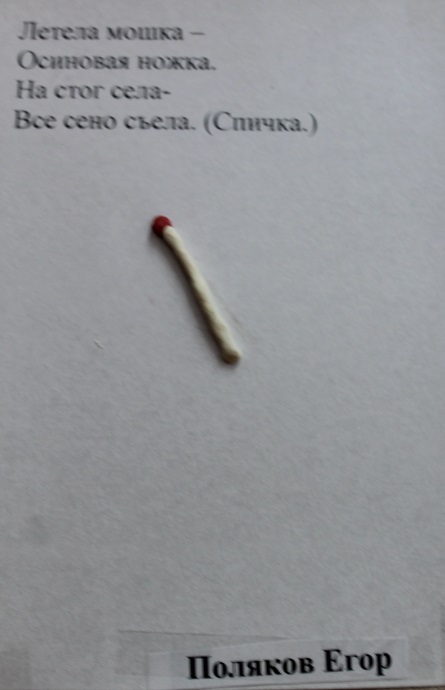 Летела мошка –
Осиновая ножка.
На стог села-
Все сено съела. (Спичка.)
Поляков Егор